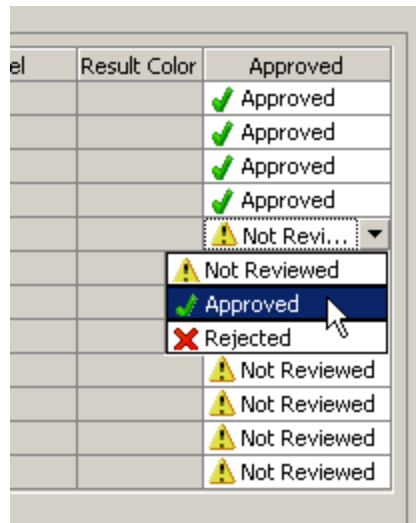 el Result Color Approved
Approved
Approved
Approved
Approved
Not Revi...
Not Reviewed
Approved
Rejected
Not Reviewed
Not Reviewed
Not Reviewed
Not Reviewed